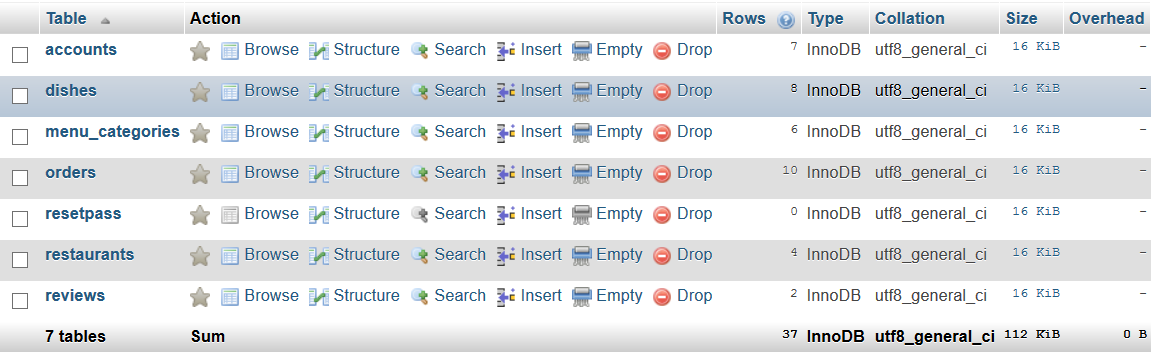 Table Action Rows Type Collation Size Overhead
accounts Browse Structure Search Insert Empty Drop 7 InnoDB utf8_general_ci 16 KiB -
dishes Browse Structure Search Insert Empty Drop 8 InnoDB utf8_general_ci 16 KiB -
menu_categories Browse Structure Search Insert Empty Drop 6 InnoDB utf8_general_ci 16 KiB -
orders Browse Structure Search Insert Empty Drop 10 InnoDB utf8_general_ci 16 KiB -
resetpass Browse Structure Search Insert Empty Drop 0 InnoDB utf8_general_ci 16 KiB -
restaurants Browse Structure Search Insert Empty Drop 4 InnoDB utf8_general_ci 16 KiB -
reviews Browse Structure Search Insert Empty Drop 2 InnoDB utf8_general_ci 16 KiB -
7 tables Sum 37 InnoDB utf8_general_ci 112 KiB 0 B